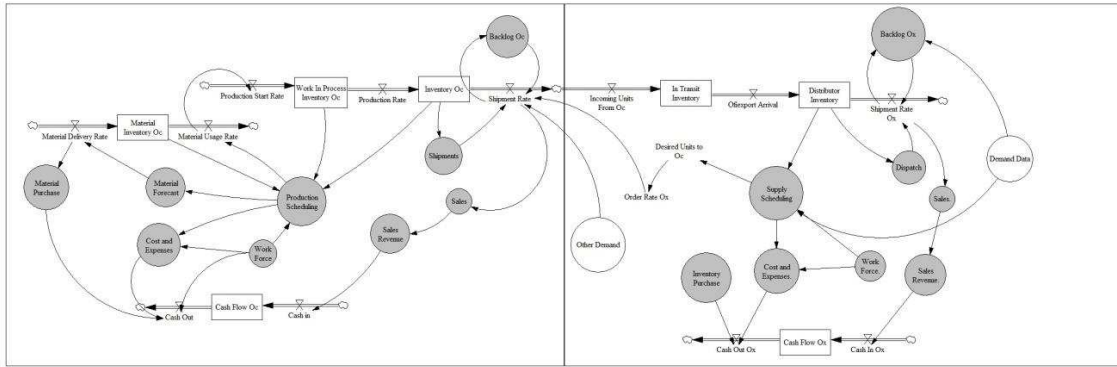 Backlog Oc
Work In Process
Inventory Oc
Inventory Oc
Production Start Rate
Production Rate
Shipment Rate
Material
Inventory Oc
Material Delivery Rate
Material Usage Rate
Shipments
Material
Purchase
Material
Forecast
Production
Scheduling
Sales
Cost and
Expenses
Work
Force
Sales
Revenue
Cash Flow Oc
Cash Out
Cash in
Other Demand
Backlog Ox
In Transit
Inventory
Distributor
Inventory
Incoming Units
From Oc
Ofiexport Arrival
Shipment Rate
Ox
Desired Units to
Oc
Dispatch
Demand Data
Order Rate Ox
Supply
Scheduling
Sales.
Inventory
Purchase
Cost and
Expenses.
Work
Force.
Sales
Revenue.
Cash Flow Ox
Cash Out Ox
Cash In Ox